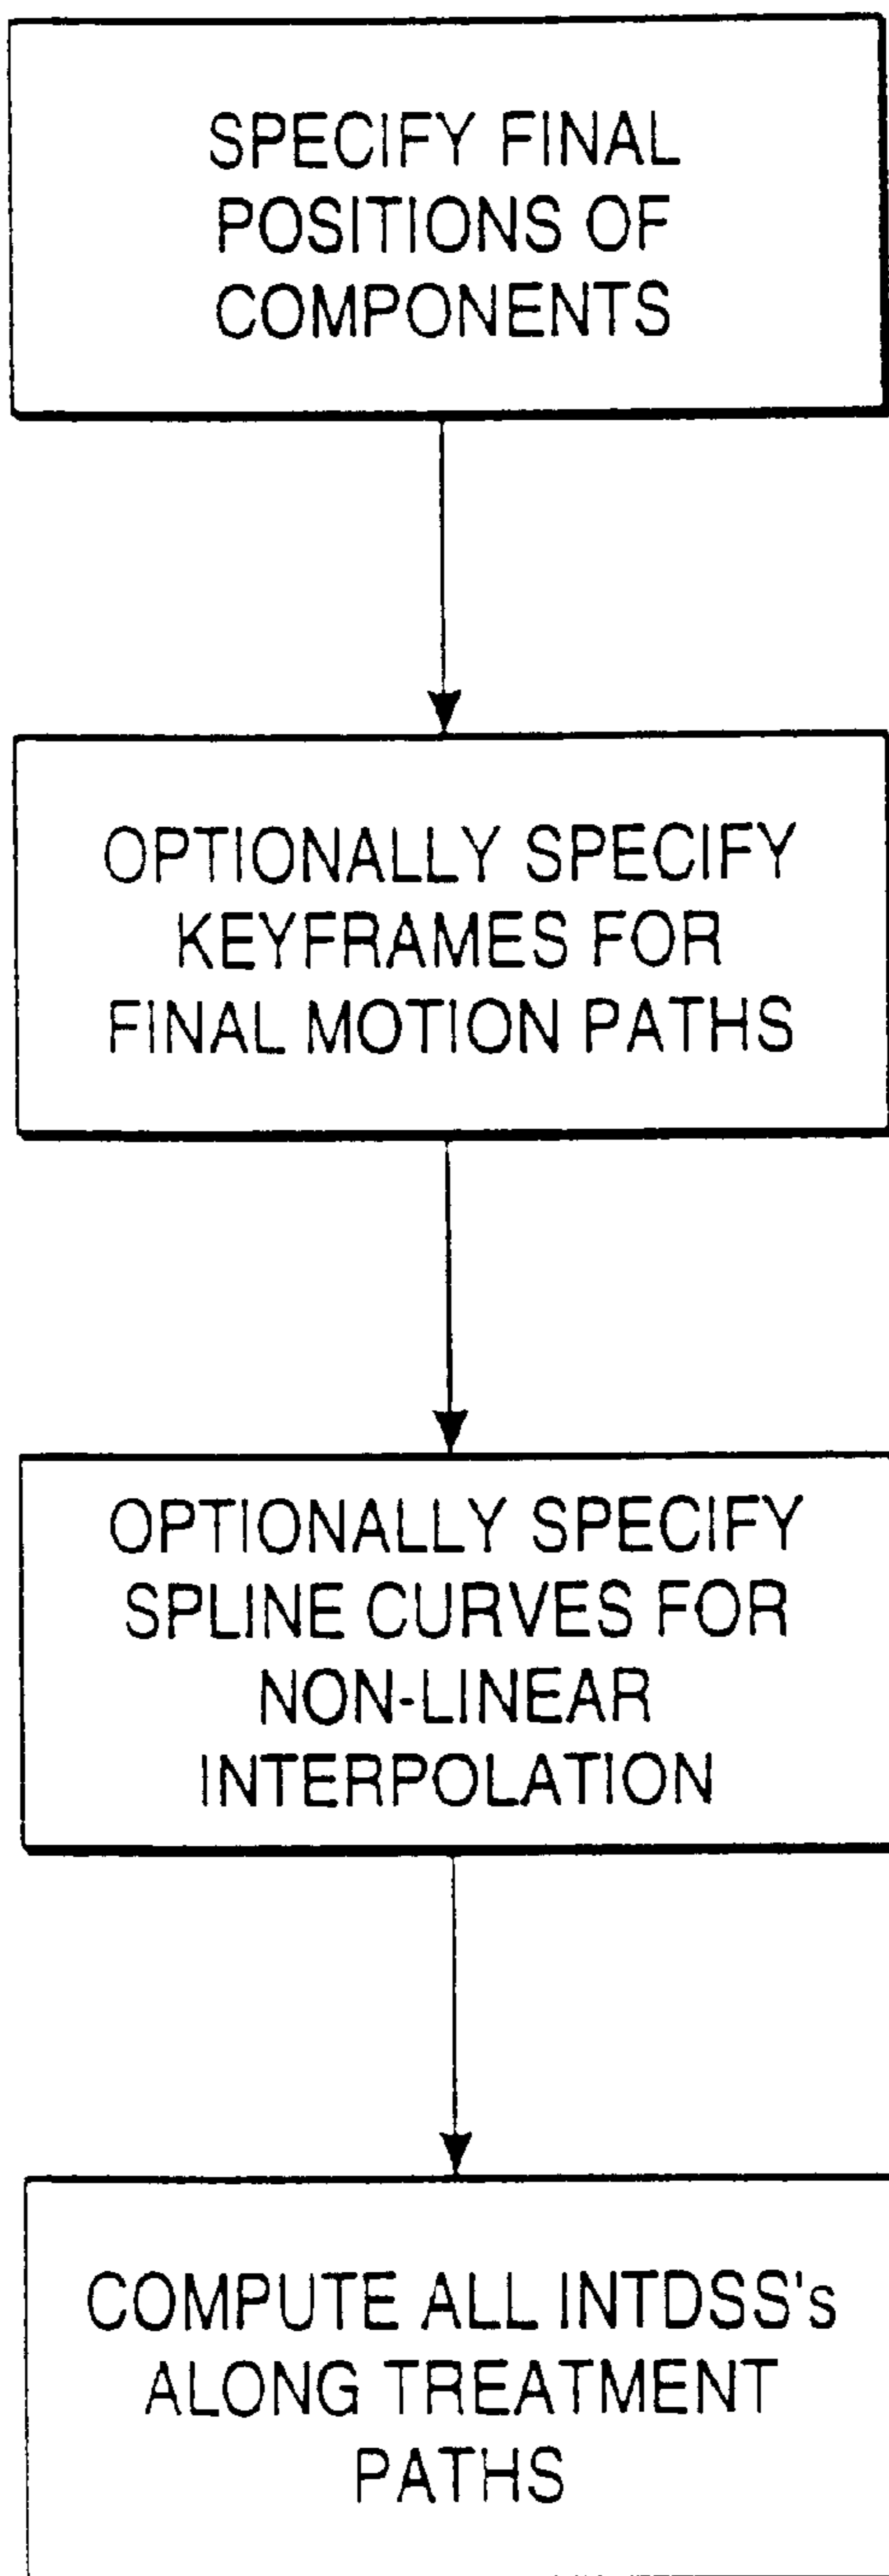 SPECIFY FINAL
POSITIONS OF
COMPONENTS
OPTIONALLY SPECIFY
KEYFRAMES FOR
FINAL MOTION PATHS
OPTIONALLY SPECIFY
SPLINE CURVES FOR
NON-LINEAR
INTERPOLATION
COMPUTE ALL INTDSS's
ALONG TREATMENT
PATHS